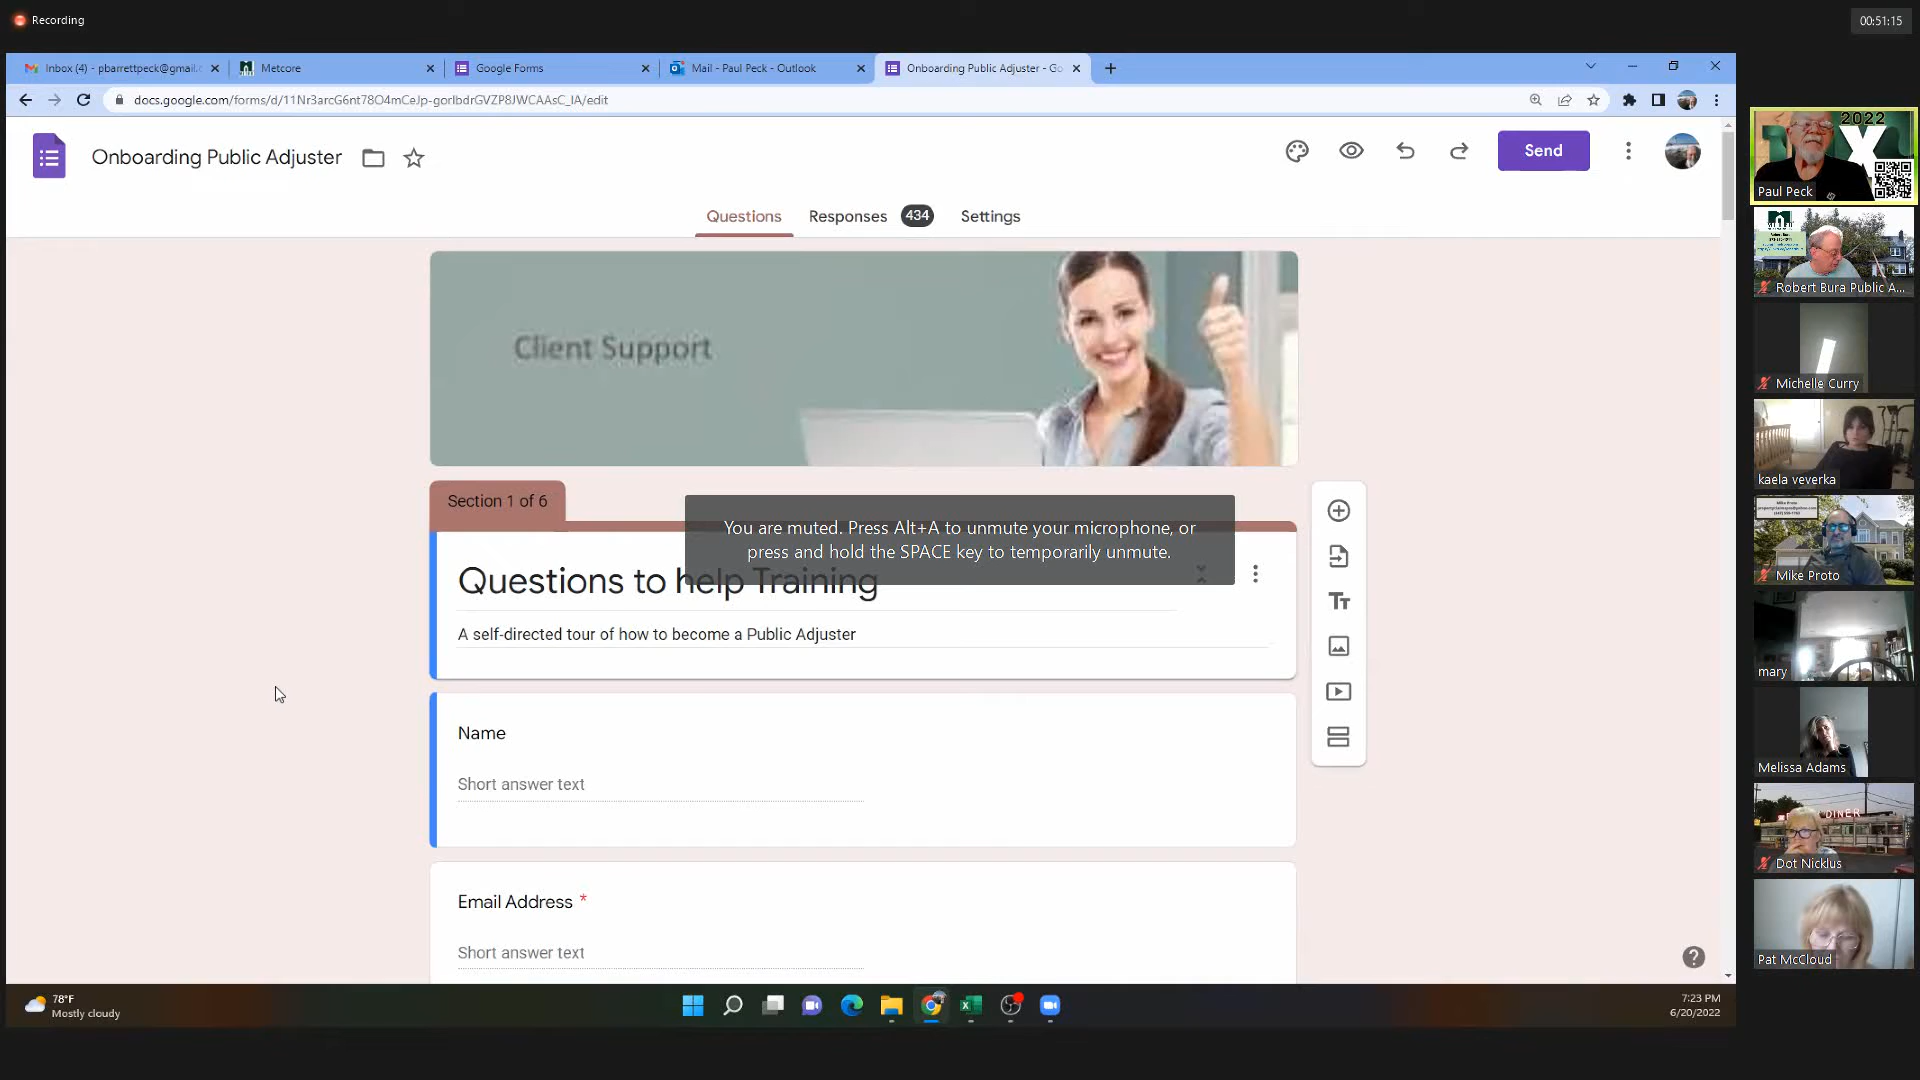 Recording
00:51:15
Inbox (4) - pbarrettpeck@gmail.c
Metcore
Google Forms
Mail - Paul Peck - Outlook
Onboarding Public Adjuster - Go
docs.google.com/forms/d/11Nr3arcG6nt78O4mCeJp-gorIbdrGVZP8JWCAAsC_IA/edit
Onboarding Public Adjuster
Send
Questions
Responses 434
Settings
Client Support
Section 1 of 6
You are muted. Press Alt+A to unmute your microphone, or
press and hold the SPACE key to temporarily unmute.
Questions to help Training
A self-directed tour of how to become a Public Adjuster
Name
Short answer text
Email Address *
Short answer text
2022
Paul Peck
Robert Bura Public A...
Michelle Curry
kaela veverka
Mike Proto
Mike Proto
mary
Melissa Adams
DINER
Dot Nicklus
Pat McCloud
78°F
Mostly cloudy
7:23 PM
6/20/2022